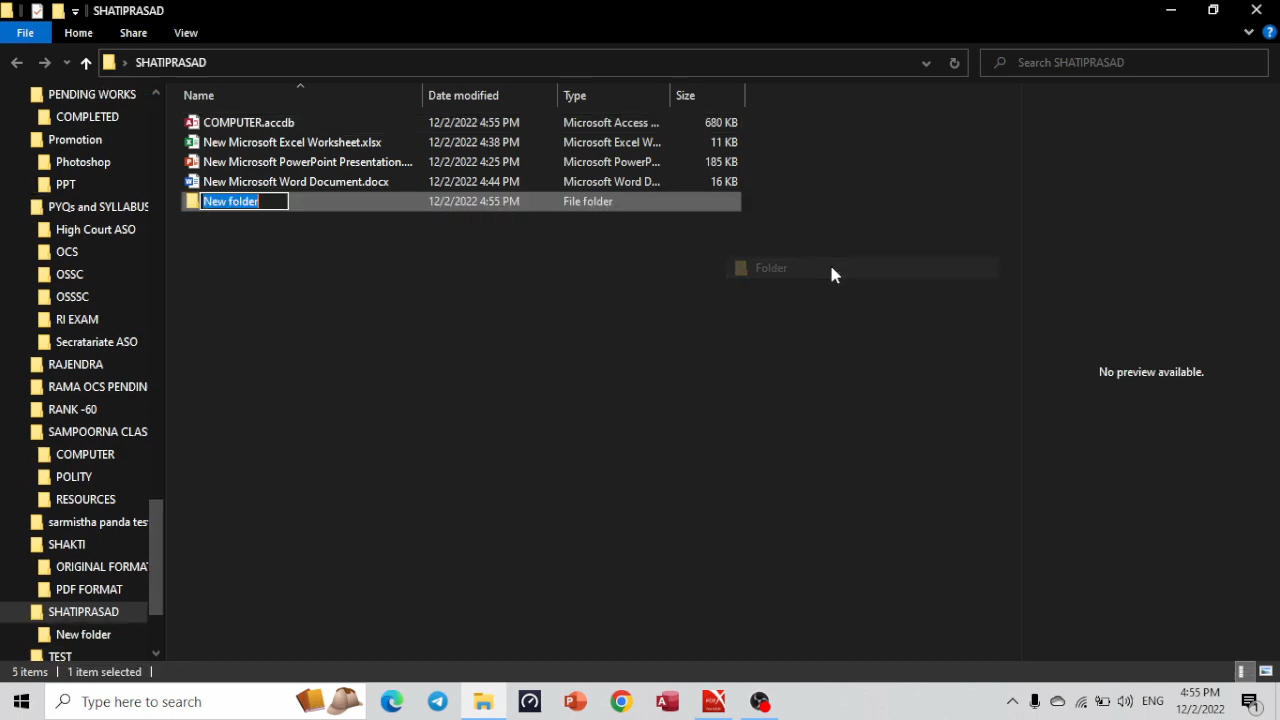 SHATIPRASAD
File Home Share View
SHATIPRASAD Search SHATIPRASAD
Name Date modified Type Size
COMPUTER.accdb 12/2/2022 4:55 PM Microsoft Access ... 680 KB
New Microsoft Excel Worksheet.xlsx 12/2/2022 4:38 PM Microsoft Excel W... 11 KB
New Microsoft PowerPoint Presentation.... 12/2/2022 4:25 PM Microsoft PowerP... 185 KB
New Microsoft Word Document.docx 12/2/2022 4:44 PM Microsoft Word D... 16 KB
New folder 12/2/2022 4:55 PM File folder
Folder
No preview available.
PENDING WORKS
COMPLETED
Promotion
Photoshop
PPT
PYQs and SYLLABUS
High Court ASO
OCS
OSSC
OSSSC
RI EXAM
Secratariate ASO
RAJENDRA
RAMA OCS PENDIN
RANK -60
SAMPOORNA CLAS
COMPUTER
POLITY
RESOURCES
sarmistha panda test
SHAKTI
ORIGINAL FORMA
PDF FORMAT
SHATIPRASAD
New folder
TEST
5 items 1 item selected
Type here to search
ENG 4:55 PM
12/2/2022 1